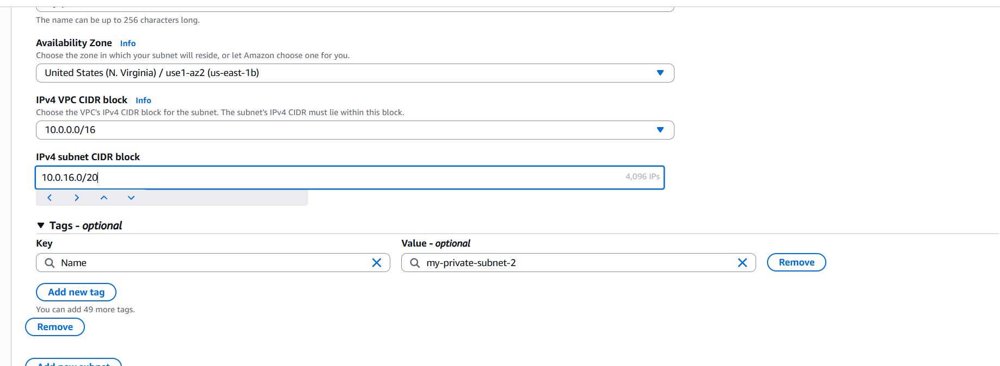 The name can be up to 256 characters long.
Availability Zone Info
Choose the zone in which your subnet will reside, or let Amazon choose one for you.
United States (N. Virginia) / use1-az2 (us-east-1b)
IPv4 VPC CIDR block Info
Choose the VPC's IPv4 CIDR block for the subnet. The subnet's IPv4 CIDR must lie within this block.
10.0.0.0/16
IPv4 subnet CIDR block
10.0.16.0/20 4,096 IPs
Tags - optional
Key Value - optional
Name my-private-subnet-2 Remove
Add new tag
You can add 49 more tags.
Remove
Add new subnet